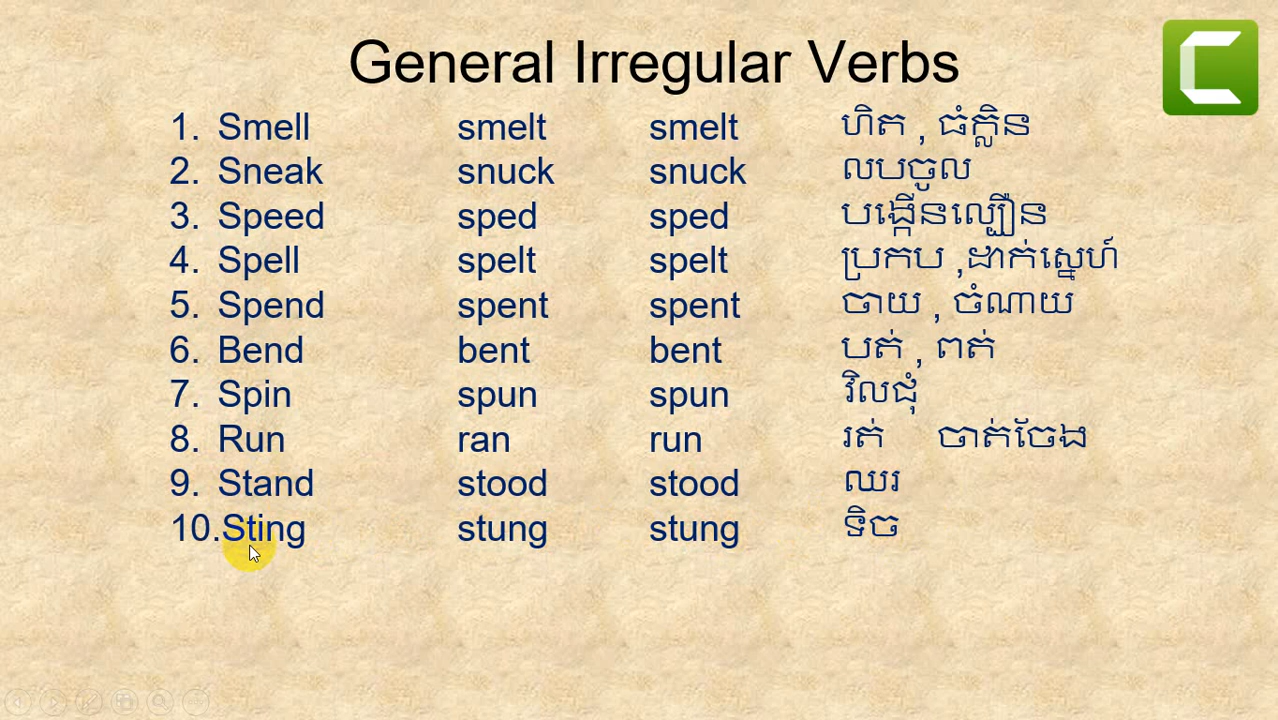 General Irregular Verbs
1. Smell smelt smelt ហិត , ធំក្លិន
2. Sneak snuck snuck លបចូល
3. Speed sped sped បង្កើនល្បឿន
4. Spell spelt spelt ប្រកប ,ដាក់ស្នេហ៍
5. Spend spent spent ចាយ , ចំណាយ
6. Bend bent bent បត់ , ពត់
7. Spin spun spun វិលជុំ
8. Run ran run រត់ ចាត់ចែង
9. Stand stood stood ឈរ
10.Sting stung stung ទិច